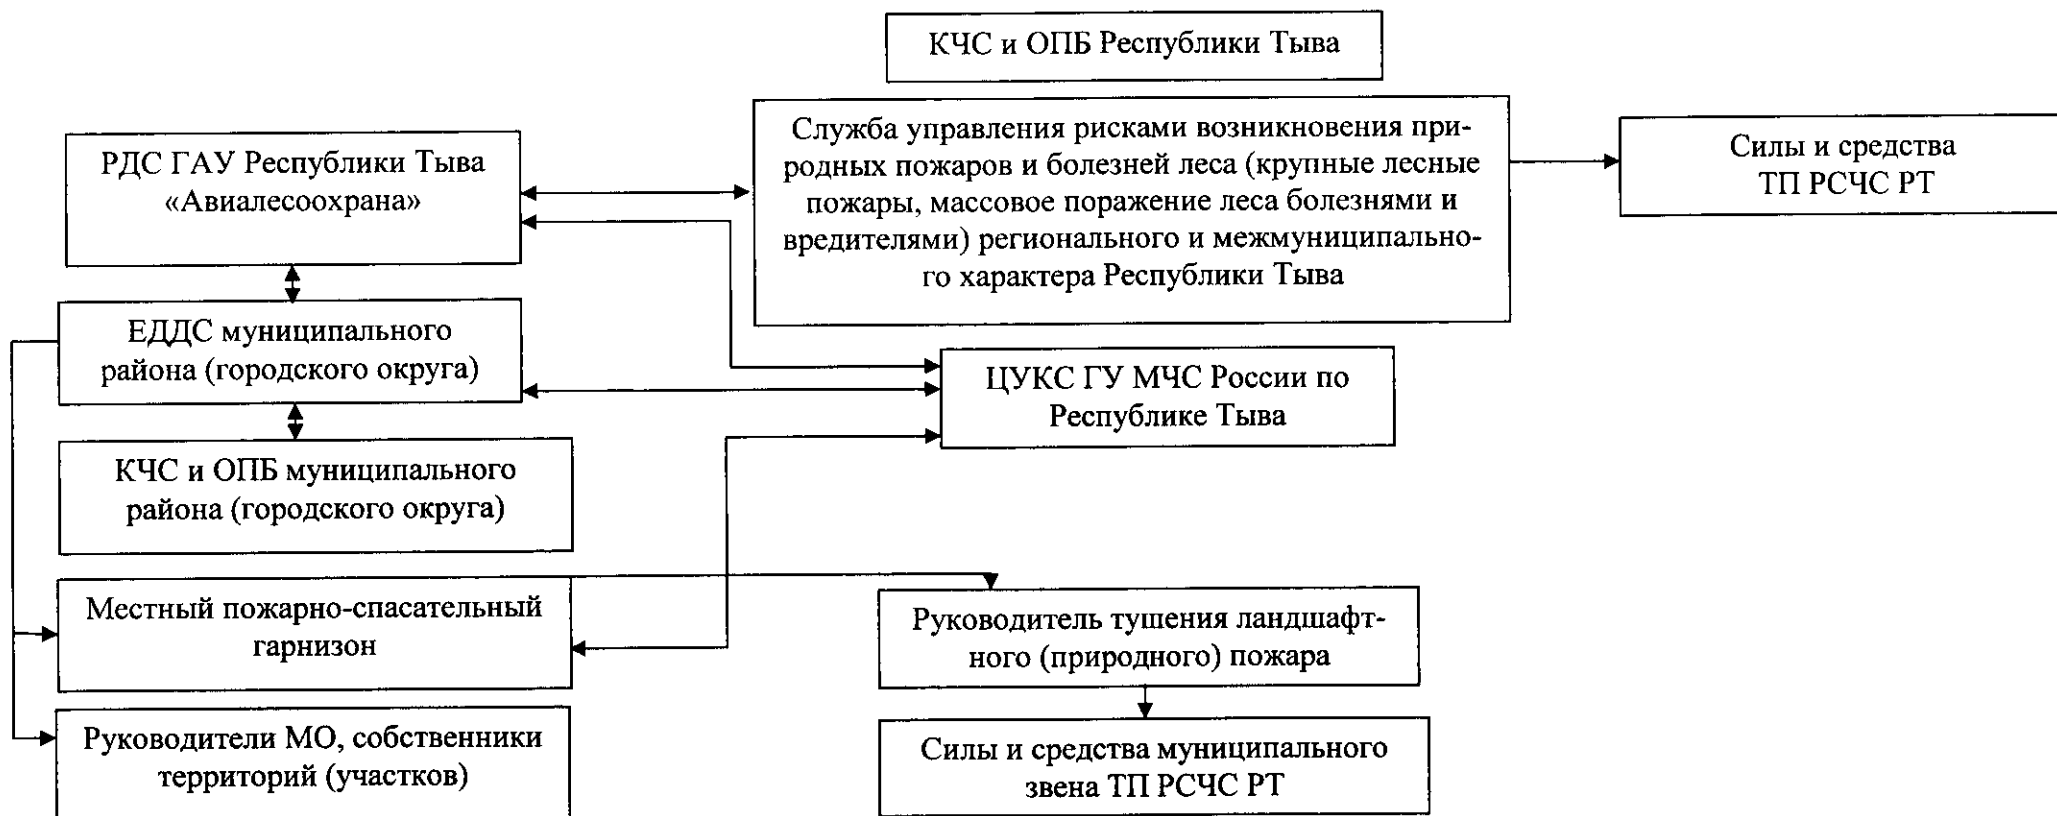 КЧС и ОПБ Республики Тыва
РДС ГАУ Республики Тыва
«Авиалесоохрана»
Служба управления рисками возникновения при-
родных пожаров и болезней леса (крупные лесные
пожары, массовое поражение леса болезнями и
вредителями) регионального и межмуниципально-
го характера Республики Тыва
Силы и средства
ТП РСЧС РТ
ЕДДС муниципального
района (городского округа)
ЦУКС ГУ МЧС России по
Республике Тыва
КЧС и ОПБ муниципального
района (городского округа)
Местный пожарно-спасательный
гарнизон
Руководитель тушения ландшафт-
ного (природного) пожара
Руководители МО, собственники
территорий (участков)
Силы и средства муниципального
звена ТП РСЧС РТ